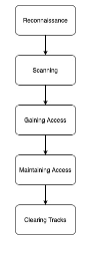 Reconnaissance
Scanning
Gaining Access
Maintaining Access
Clearing Tracks